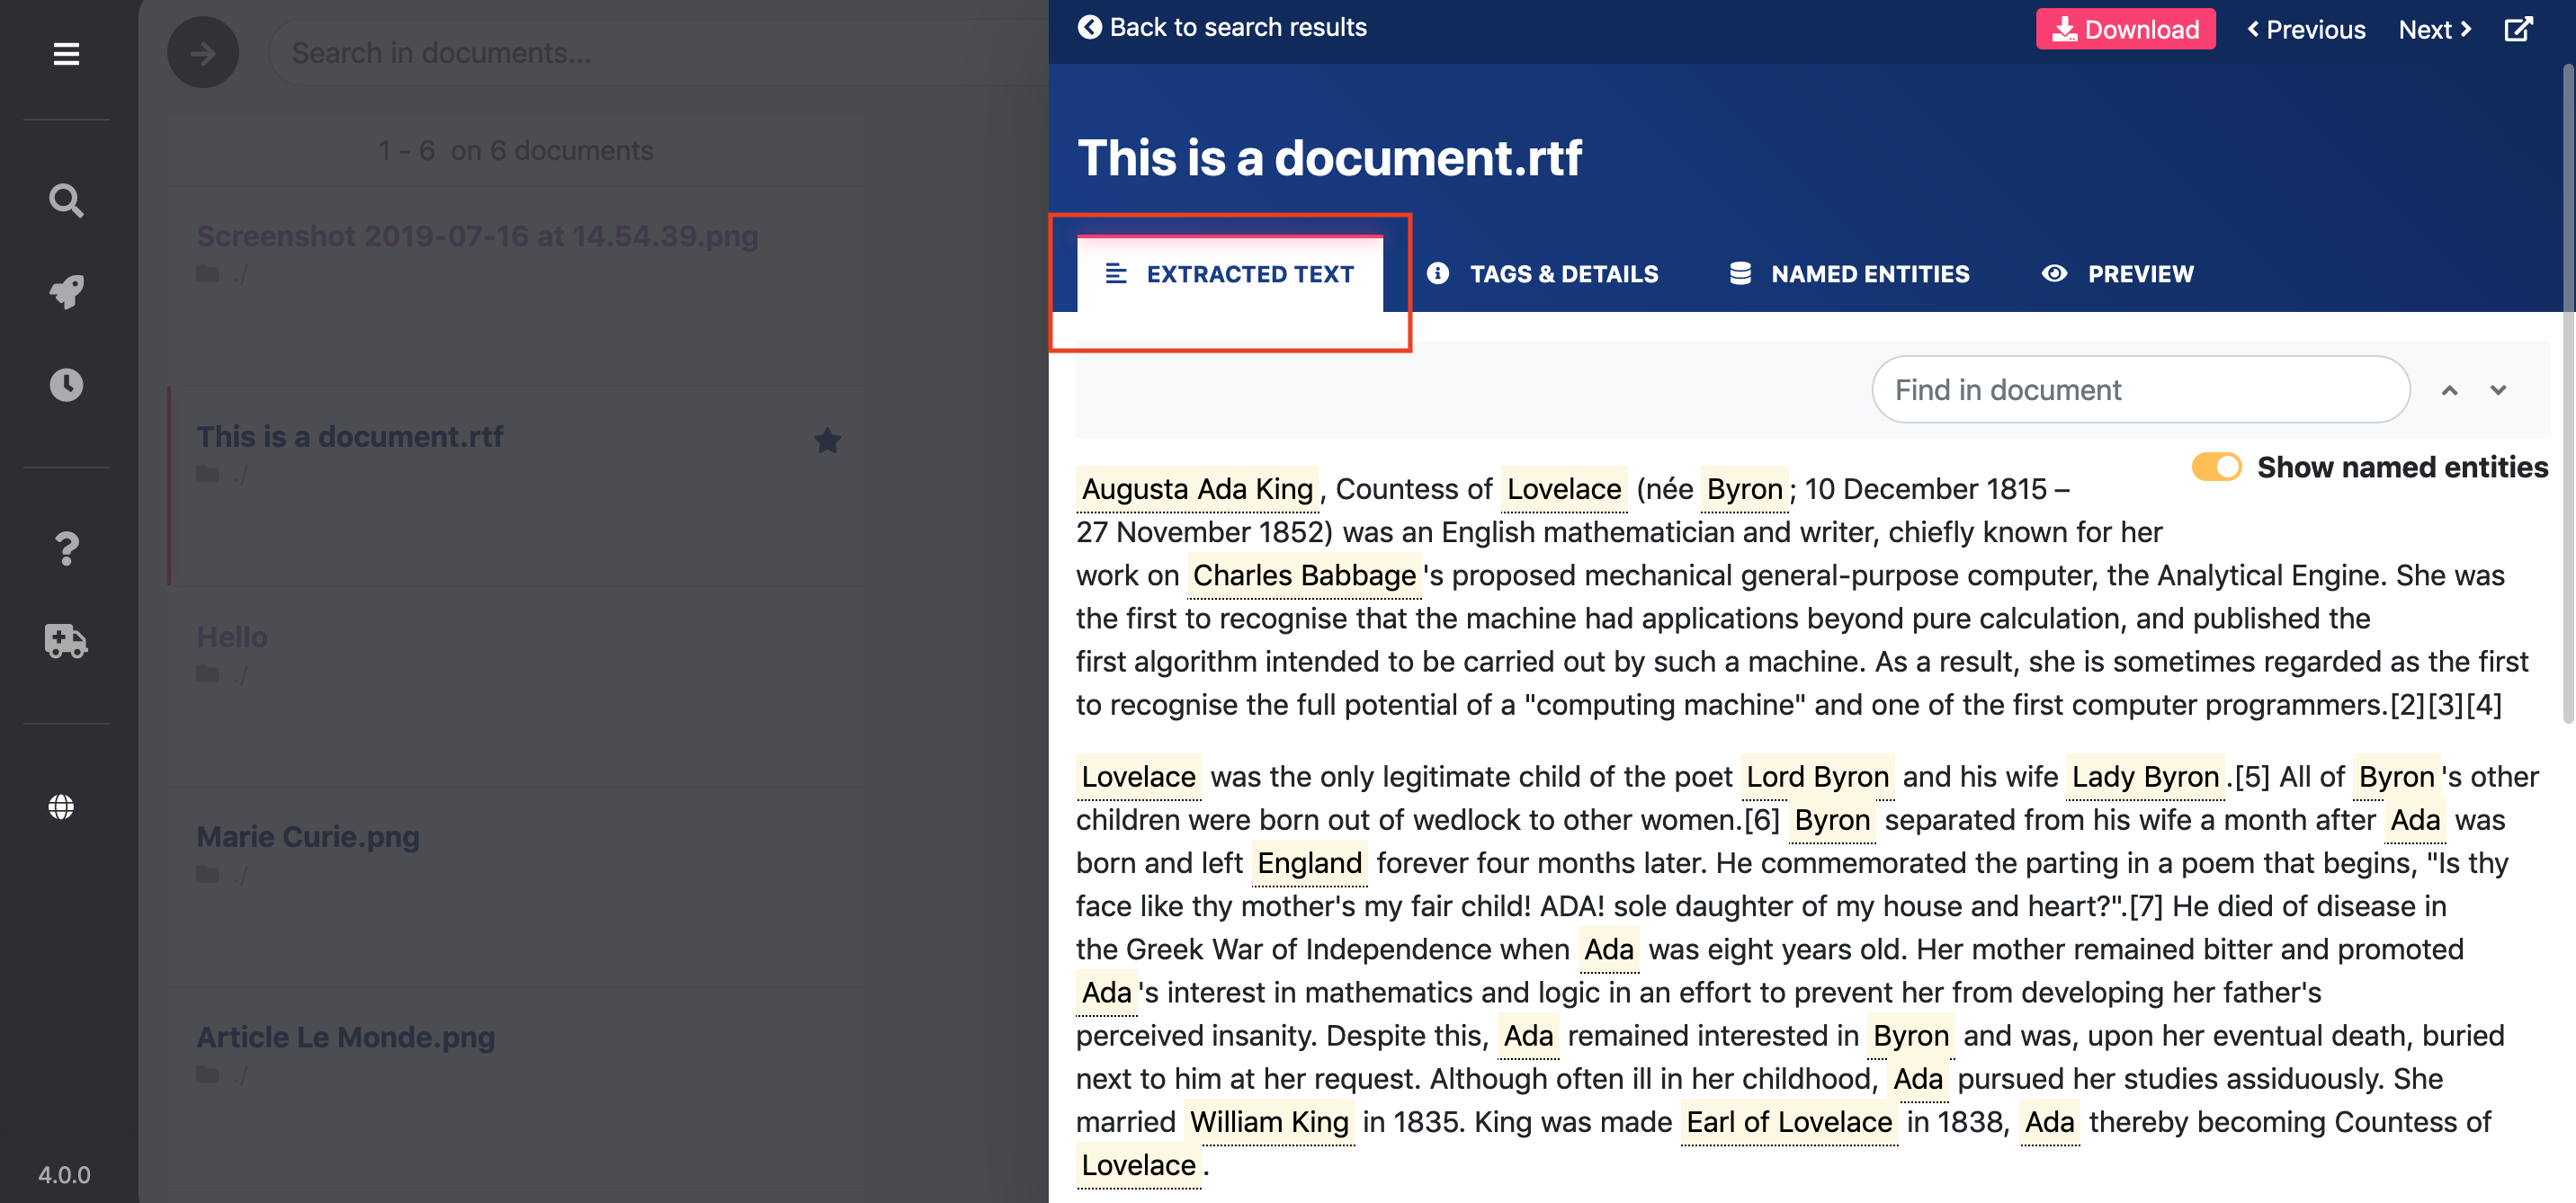 Search in documents...
1 - 6 on 6 documents
Screenshot 2019-07-16 at 14.54.39.png
./
This is a document.rtf
./
Hello
./
Marie Curie.png
./
Article Le Monde.png
./
4.0.0
Back to search results
Download
Previous
Next
This is a document.rtf
EXTRACTED TEXT
TAGS & DETAILS
NAMED ENTITIES
PREVIEW
Find in document
Show named entities
Augusta Ada King, Countess of Lovelace (née Byron; 10 December 1815 –
27 November 1852) was an English mathematician and writer, chiefly known for her
work on Charles Babbage's proposed mechanical general-purpose computer, the Analytical Engine. She was
the first to recognise that the machine had applications beyond pure calculation, and published the
first algorithm intended to be carried out by such a machine. As a result, she is sometimes regarded as the first
to recognise the full potential of a "computing machine" and one of the first computer programmers.[2][3][4]
Lovelace was the only legitimate child of the poet Lord Byron and his wife Lady Byron.[5] All of Byron's other
children were born out of wedlock to other women.[6] Byron separated from his wife a month after Ada was
born and left England forever four months later. He commemorated the parting in a poem that begins, "Is thy
face like thy mother's my fair child! ADA! sole daughter of my house and heart?".[7] He died of disease in
the Greek War of Independence when Ada was eight years old. Her mother remained bitter and promoted
Ada's interest in mathematics and logic in an effort to prevent her from developing her father's
perceived insanity. Despite this, Ada remained interested in Byron and was, upon her eventual death, buried
next to him at her request. Although often ill in her childhood, Ada pursued her studies assiduously. She
married William King in 1835. King was made Earl of Lovelace in 1838, Ada thereby becoming Countess of
Lovelace.